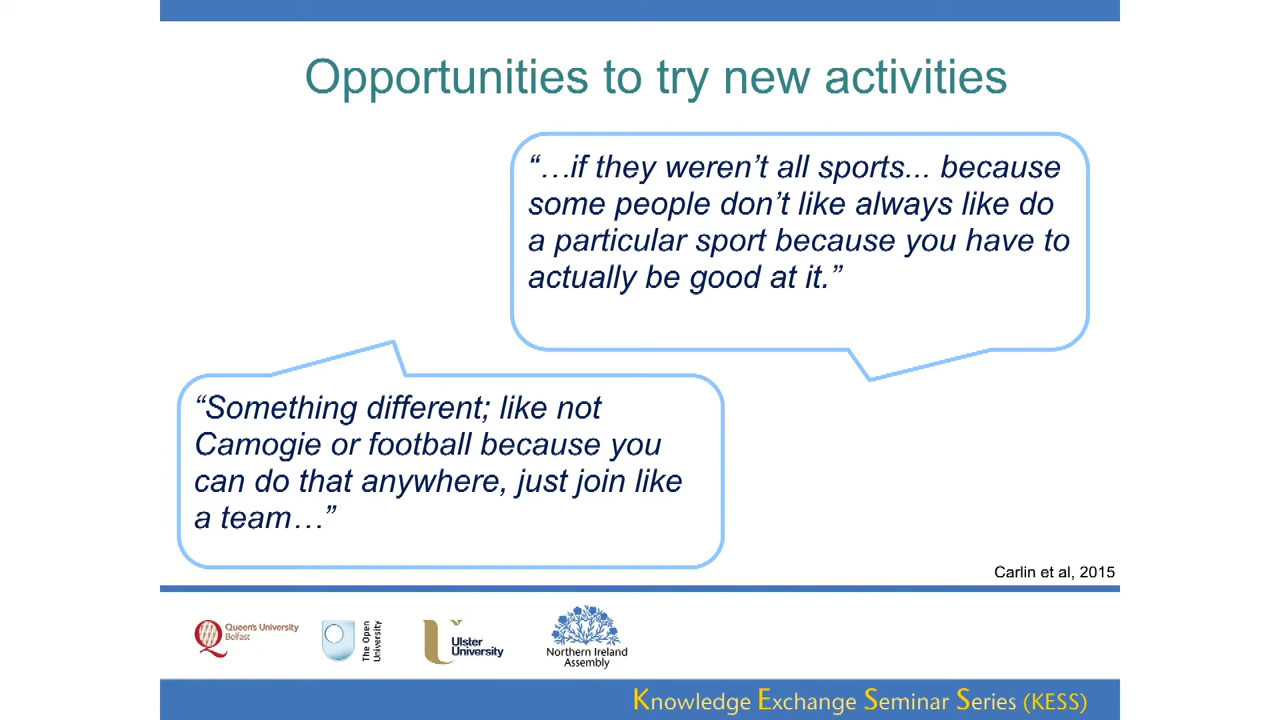 Opportunities to try new activities
“…if they weren’t all sports... because
some people don’t like always like do
a particular sport because you have to
actually be good at it.”
“Something different; like not
Camogie or football because you
can do that anywhere, just join like
a team…”
Carlin et al, 2015
Queen's University
Belfast
The Open
University
Ulster
University
Northern Ireland
Assembly
Knowledge Exchange Seminar Series (KESS)